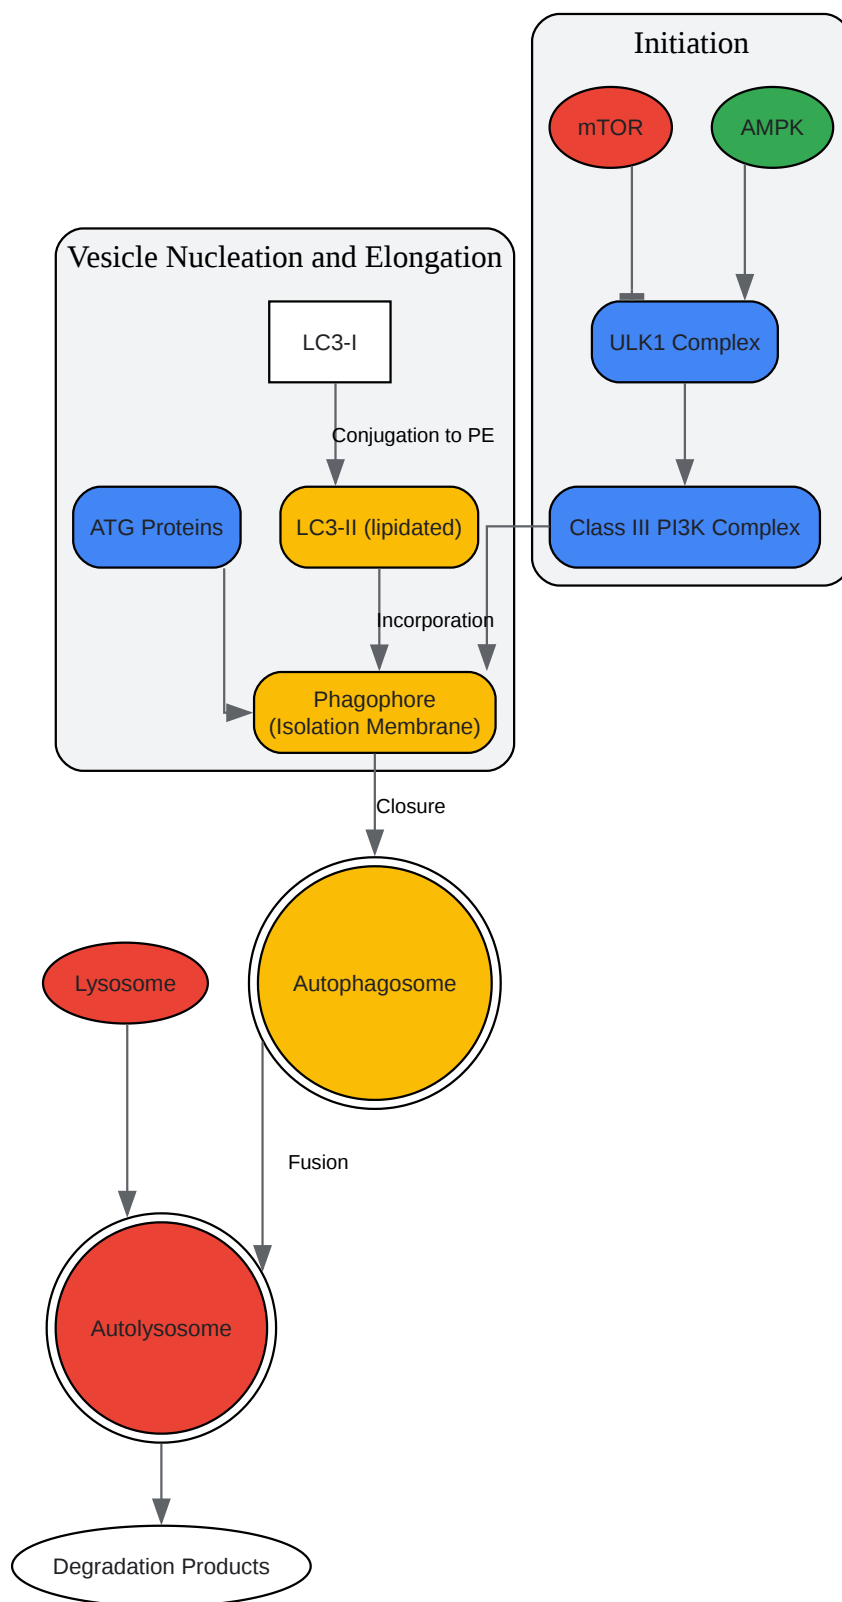 Initiation
mTOR
AMPK
Vesicle Nucleation and Elongation
LC3-I
ULK1 Complex
Conjugation to PE
ATG Proteins
LC3-II (lipidated)
Class III PI3K Complex
Incorporation
Phagophore
(Isolation Membrane)
Closure
Lysosome
Autophagosome
Fusion
Autolysosome
Degradation Products